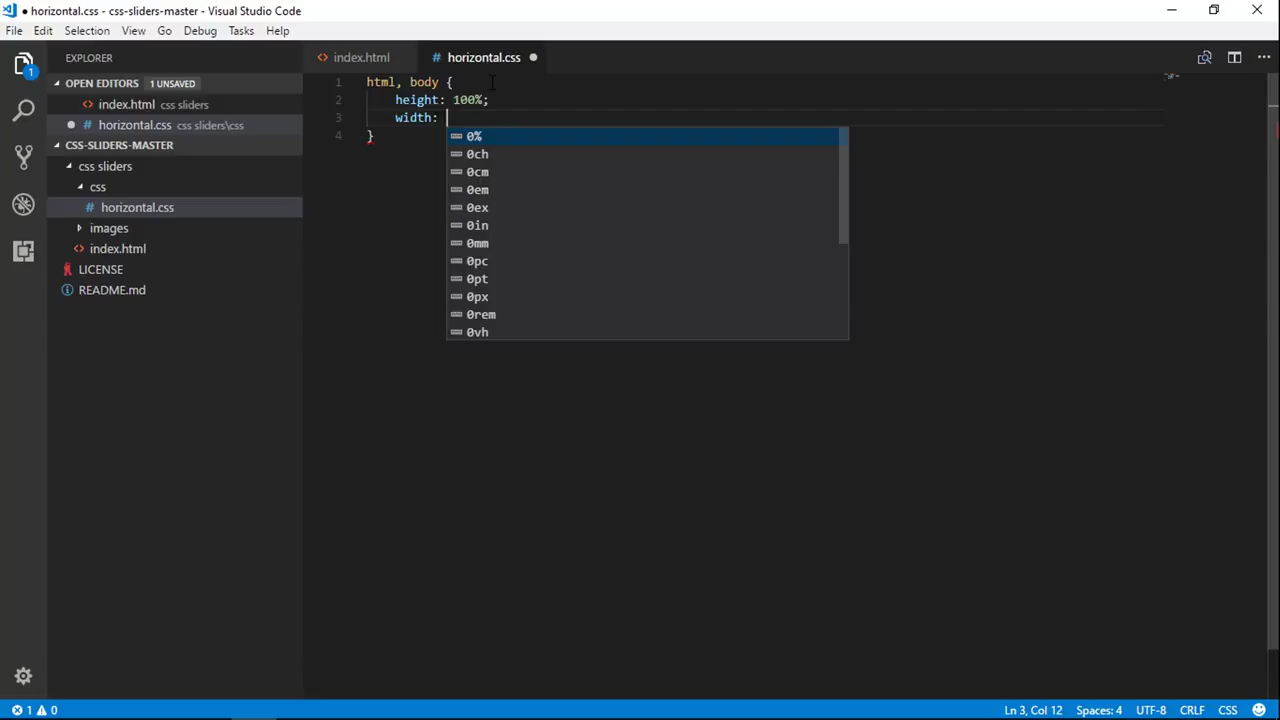 ● horizontal.css - css-sliders-master - Visual Studio Code
File Edit Selection View Go Debug Tasks Help
EXPLORER
index.html
horizontal.css
OPEN EDITORS 1 UNSAVED
index.html css sliders
horizontal.css css sliders\css
CSS-SLIDERS-MASTER
css sliders
css
horizontal.css
images
index.html
LICENSE
README.md
1
1 html, body {
2 height: 100%;
3 width:
4 }
0%
0ch
0cm
0em
0ex
0in
0mm
0pc
0pt
0px
0rem
0vh
1 0
Ln 3, Col 12 Spaces: 4 UTF-8 CRLF CSS